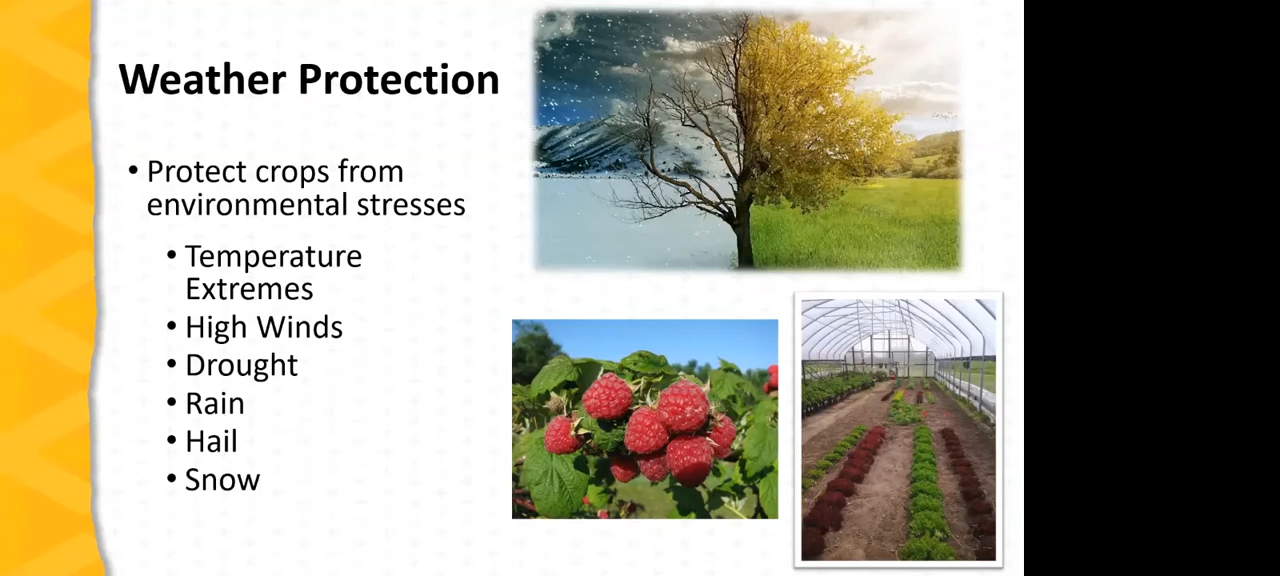 Weather Protection
• Protect crops from
environmental stresses
• Temperature
Extremes
• High Winds
• Drought
• Rain
• Hail
• Snow